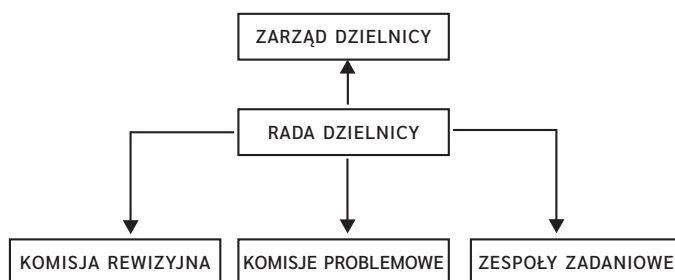 ZARZĄD DZIELNICY
RADA DZIELNICY
KOMISJA REWIZYJNA
KOMISJE PROBLEMOWE
ZESPOŁY ZADANIOWE